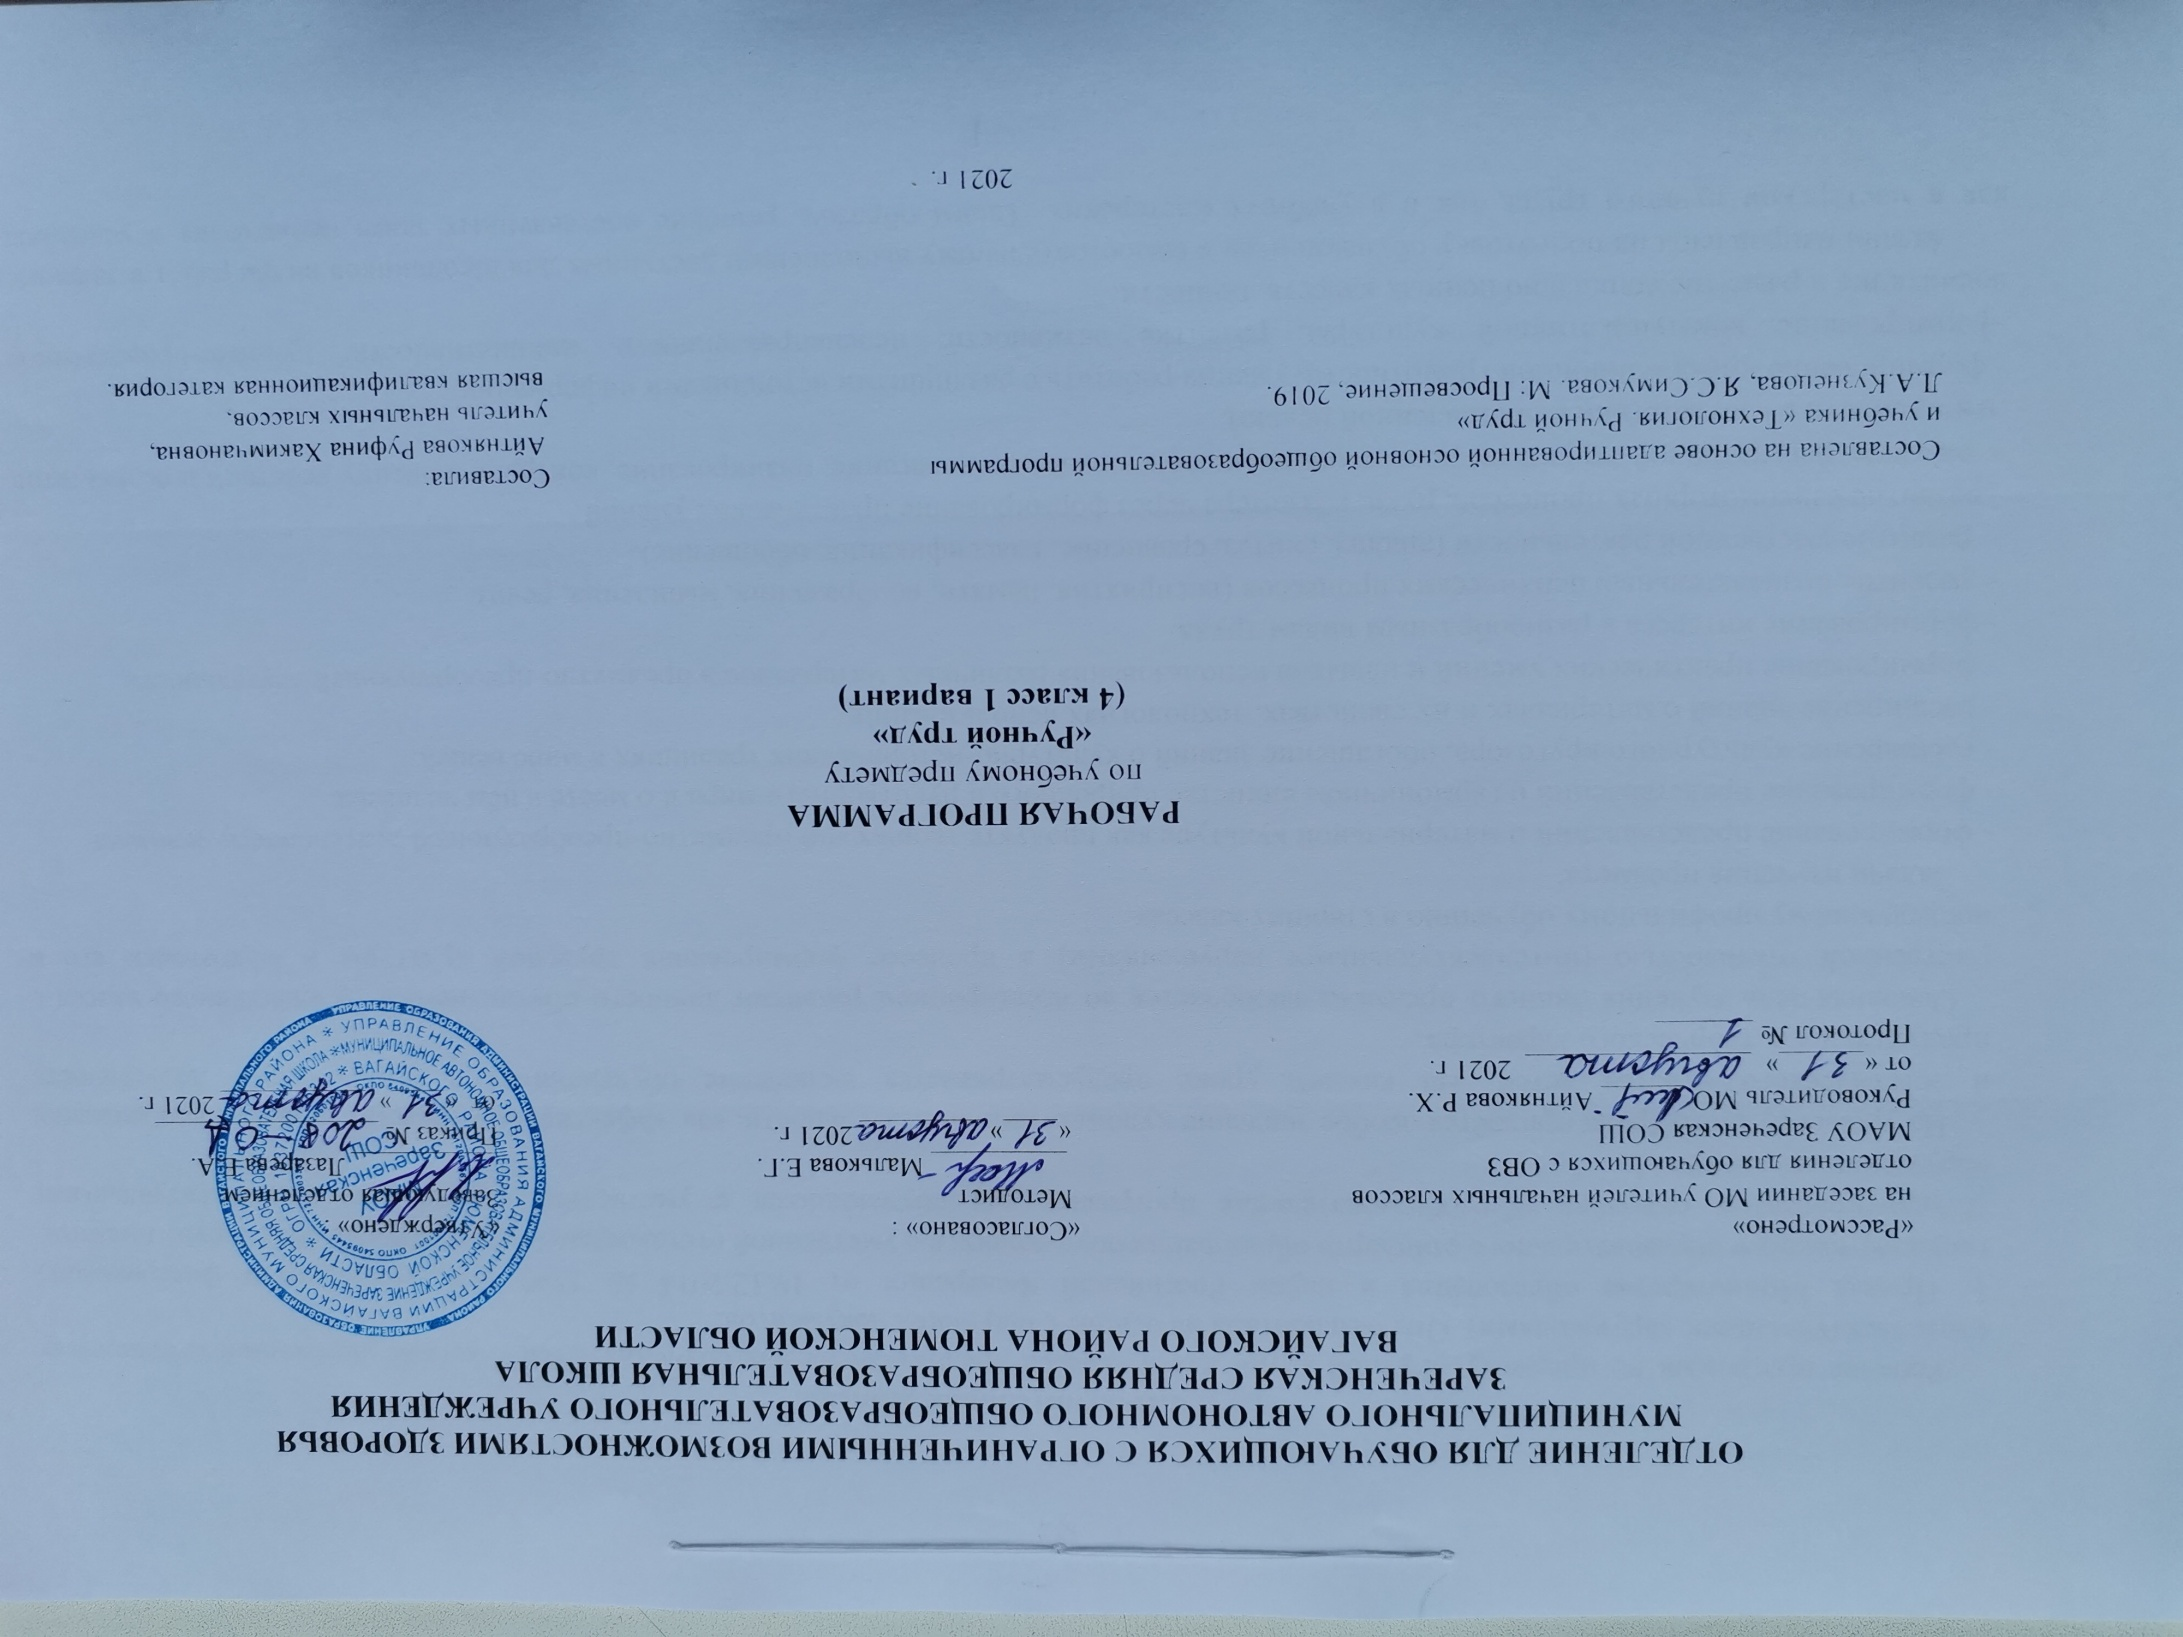 ОТДЕЛЕНИЕ ДЛЯ ОБУЧАЮЩИХСЯ С ОГРАНИЧЕННЫМИ ВОЗМОЖНОСТЯМИ ЗДОРОВЬЯ
МУНИЦИПАЛЬНОГО АВТОНОМНОГО ОБЩЕОБРАЗОВАТЕЛЬНОГО УЧРЕЖДЕНИЯ
ЗАРЕЧЕНСКАЯ СРЕДНЯЯ ОБЩЕОБРАЗОВАТЕЛЬНАЯ ШКОЛА
ВАГАЙСКОГО РАЙОНА ТЮМЕНСКОЙ ОБЛАСТИ
«Рассмотрено»
на заседании МО учителей начальных классов
отделения для обучающихся с ОВЗ
МАОУ Зареченская СОШ
Руководитель МО Айтнякова Р.Х.
от « 31 » августа 2021 г.
Протокол № 1
«Согласовано» :
Методист
Малькова Е.Г.
« 31 » августа 2021 г.
«Утверждено» :
Заведующая отделением
Лазарева Е.А.
Приказ №
« 31 » августа 2021 г.
МАОУ
Зареченская
СОШ
РАБОЧАЯ ПРОГРАММА
по учебному предмету
«Ручной труд»
(4 класс 1 вариант)
Составлена на основе адаптированной основной общеобразовательной программы
и учебника «Технология. Ручной труд»
Л.А.Кузнецова, Я.С.Симукова. М: Просвещение, 2019.
Составила:
Айтнякова Руфина Хакимчановна,
учитель начальных классов.
высшая квалификационная категория.
2021 г.